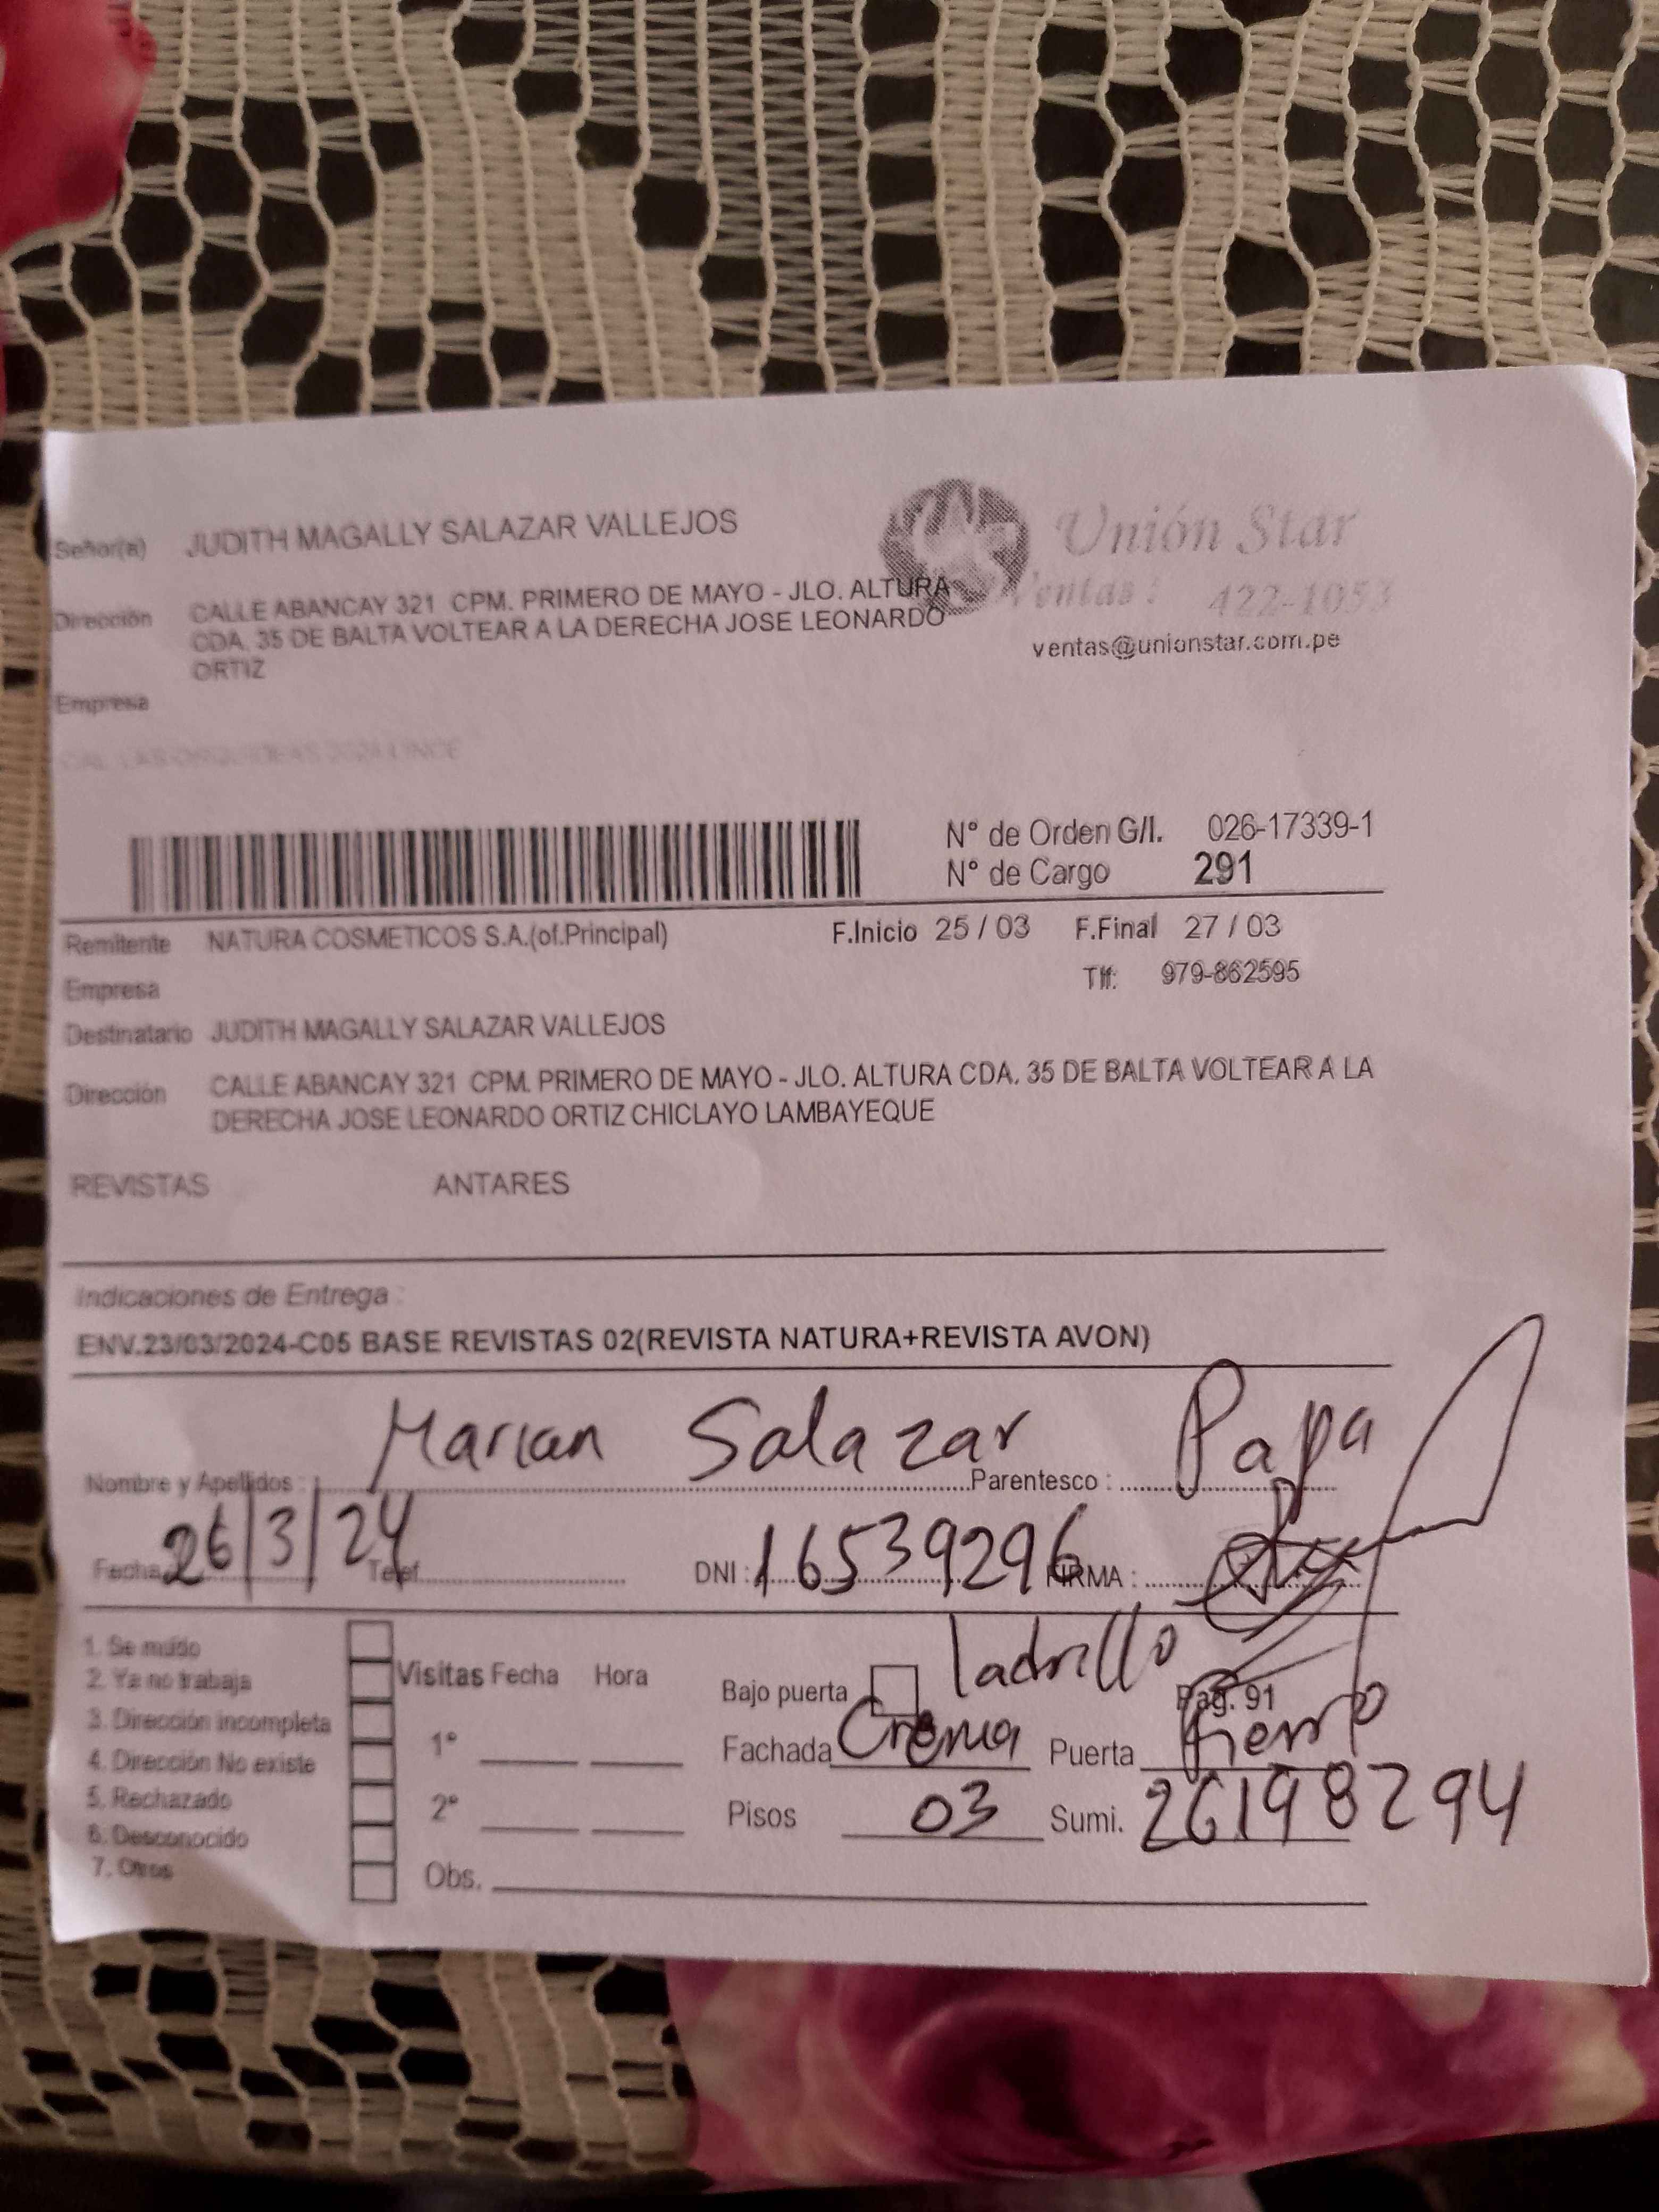 Señor(a) JUDITH MAGALLY SALAZAR VALLEJOS
Unión Star
Ventas : 422-1053
ventas@unionstar.com.pe
Dirección CALLE ABANCAY 321 CPM. PRIMERO DE MAYO - JLO. ALTURA
CDA. 35 DE BALTA VOLTEAR A LA DERECHA JOSE LEONARDO
ORTIZ
Empresa
N° de Orden G/I. 026-17339-1
N° de Cargo 291
Remitente NATURA COSMETICOS S.A.(of.Principal) F.Inicio 25 / 03 F.Final 27 / 03
Empresa Tlf: 979-862595
Destinatario JUDITH MAGALLY SALAZAR VALLEJOS
Dirección CALLE ABANCAY 321 CPM. PRIMERO DE MAYO - JLO. ALTURA CDA. 35 DE BALTA VOLTEAR A LA
DERECHA JOSE LEONARDO ORTIZ CHICLAYO LAMBAYEQUE
REVISTAS ANTARES
Indicaciones de Entrega :
ENV.23/03/2024-C05 BASE REVISTAS 02(REVISTA NATURA+REVISTA AVON)
Nombre y Apellidos : Marian Salazar Parentesco : Papa
Fecha 26/3/24 Telef. DNI : 16539296 FIRMA :
1. Se mudo
2. Ya no trabaja
3. Dirección incompleta
4. Dirección No existe
5. Rechazado
6. Desconocido
7. Otros
Visitas Fecha Hora
1°
2°
Obs.
Bajo puerta ladrillo
Pag. 91
Fachada Crema Puerta fierro
Pisos 03 Sumi. 26198294